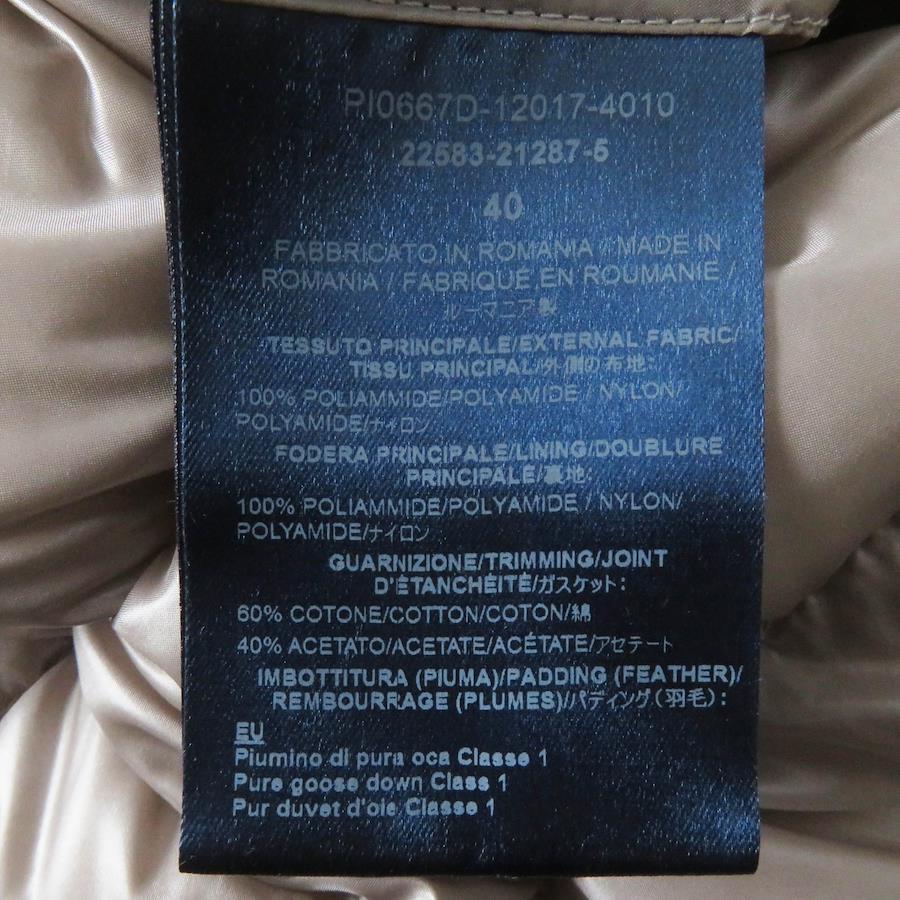 PI0667D-12017-4010
22583-21287-5
40
FABBRICATO IN ROMANIA / MADE IN
ROMANIA / FABRIQUÉ EN ROUMANIE /
ルーマニア製
TESSUTO PRINCIPALE/EXTERNAL FABRIC/
TISSU PRINCIPAL/外側の布地:
100% POLIAMMIDE/POLYAMIDE / NYLON/
POLYAMIDE/ナイロン
FODERA PRINCIPALE/LINING/DOUBLURE
PRINCIPALE/裏地:
100% POLIAMMIDE/POLYAMIDE / NYLON/
POLYAMIDE/ナイロン
GUARNIZIONE/TRIMMING/JOINT
D'ÉTANCHÉITÉ/ガスケット:
60% COTONE/COTTON/COTON/綿
40% ACETATO/ACETATE/ACÉTATE/アセテート
IMBOTTITURA (PIUMA)/PADDING (FEATHER)/
REMBOURRAGE (PLUMES)/パディング(羽毛):
EU
Piumino di pura oca Classe 1
Pure goose down Class 1
Pur duvet d'oie Classe 1